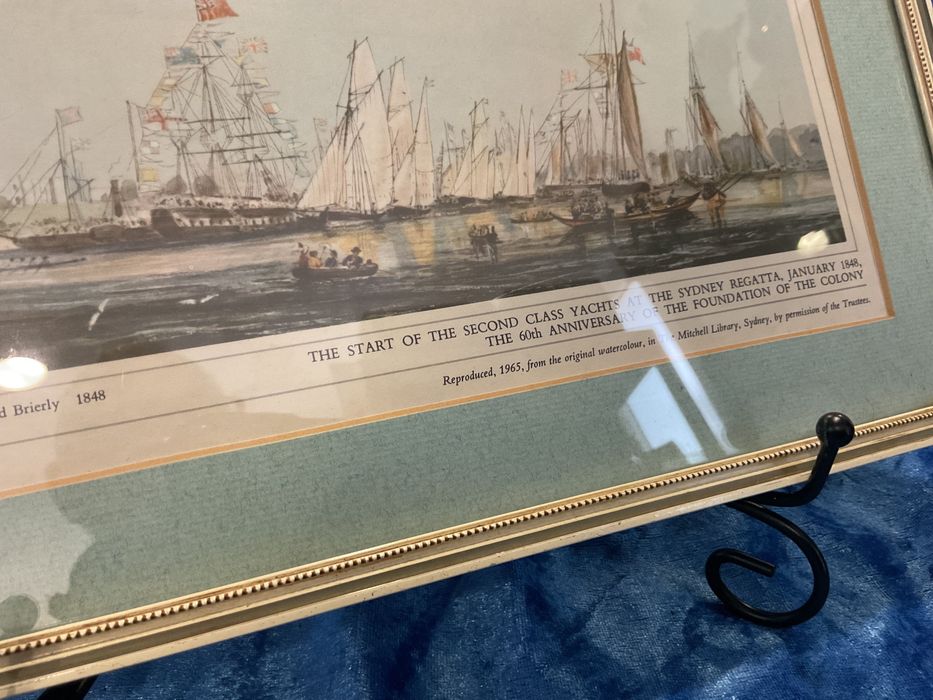 THE START OF THE SECOND CLASS YACHTS AT THE SYDNEY REGATTA, JANUARY 1848,
THE 60th ANNIVERSARY OF THE FOUNDATION OF THE COLONY
Reproduced, 1965, from the original watercolour, in The Mitchell Library, Sydney, by permission of the Trustees.
d Brierly 1848